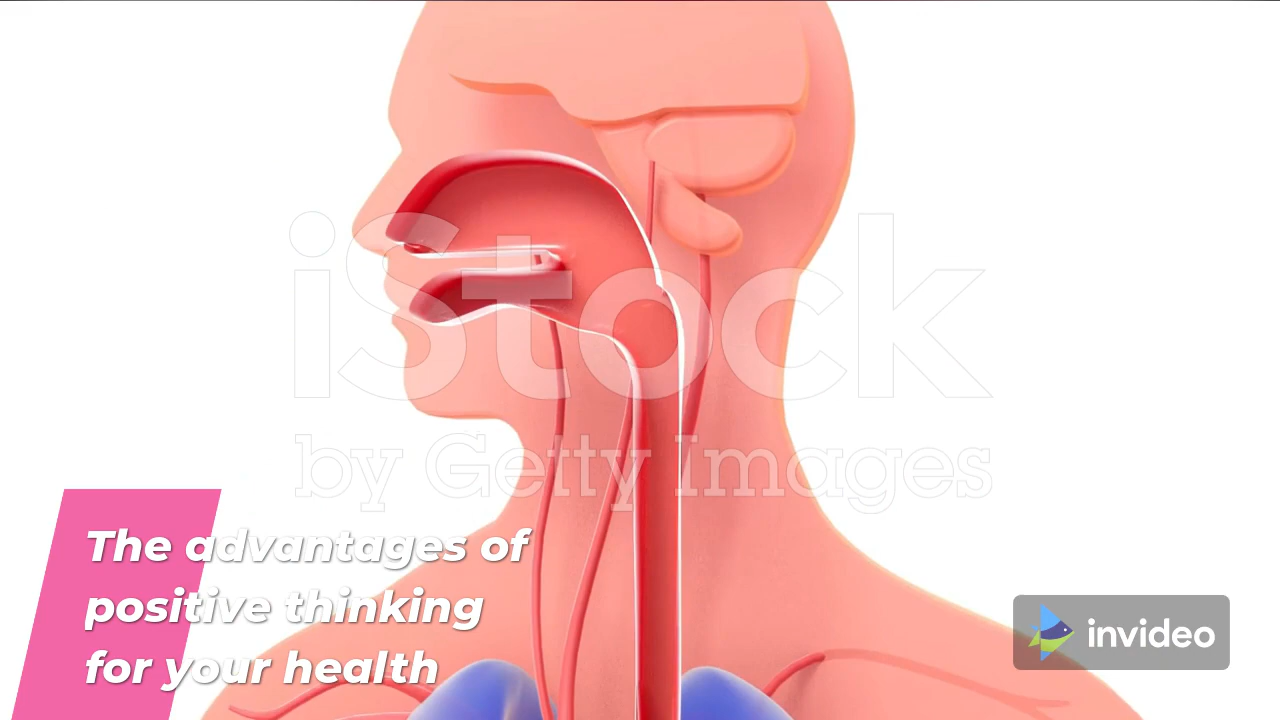 iStock
by Getty Images
The advantages of
positive thinking
for your health
invideo